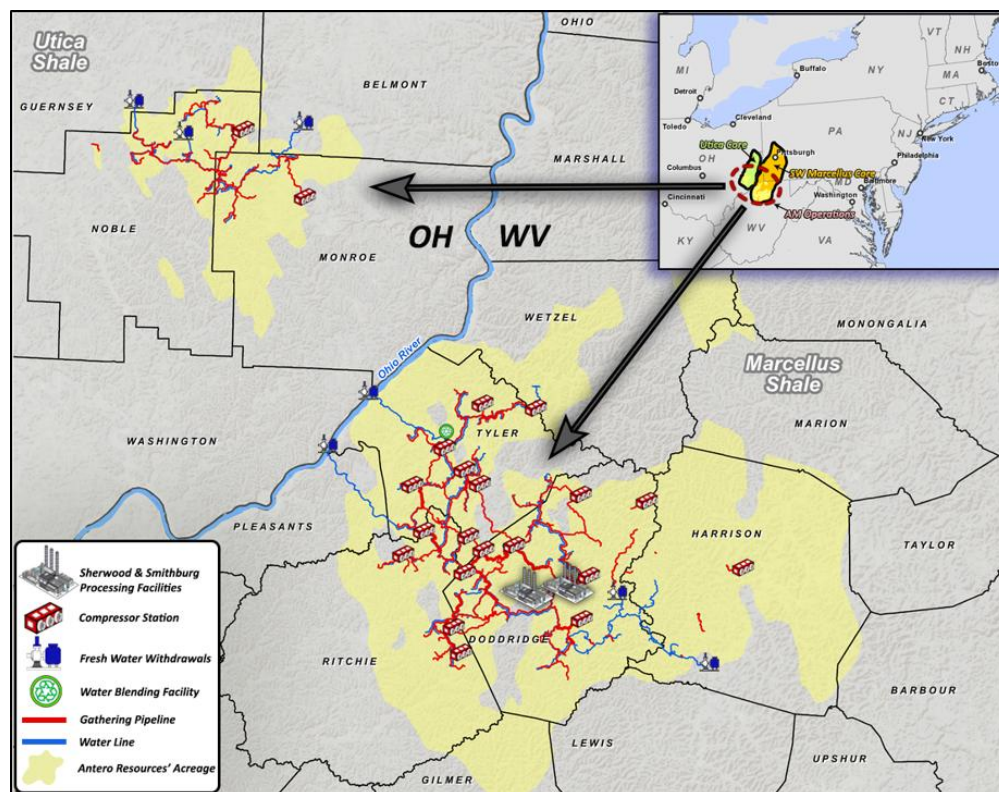 Utica
Shale
GUERNSEY
BELMONT
OHIO
MARSHALL
NOBLE
MONROE
OH
WV
WETZEL
MONONGALIA
Ohio River
Marcellus
Shale
TYLER
MARION
WASHINGTON
PLEASANTS
HARRISON
TAYLOR
RITCHIE
DODDRIDGE
BARBOUR
LEWIS
UPSHUR
GILMER
VT
NH
MI
Buffalo
NY
MA
Boston
Detroit
CT
Toledo
Cleveland
PA
NJ
New York
Utica Core
Pittsburgh
OH
Columbus
Philadelphia
SW Marcellus Core
MD
Baltimore
Cincinnati
Washington
AM Operations
WV
KY
VA
Sherwood & Smithburg
Processing Facilities
Compressor Station
Fresh Water Withdrawals
Water Blending Facility
Gathering Pipeline
Water Line
Antero Resources' Acreage